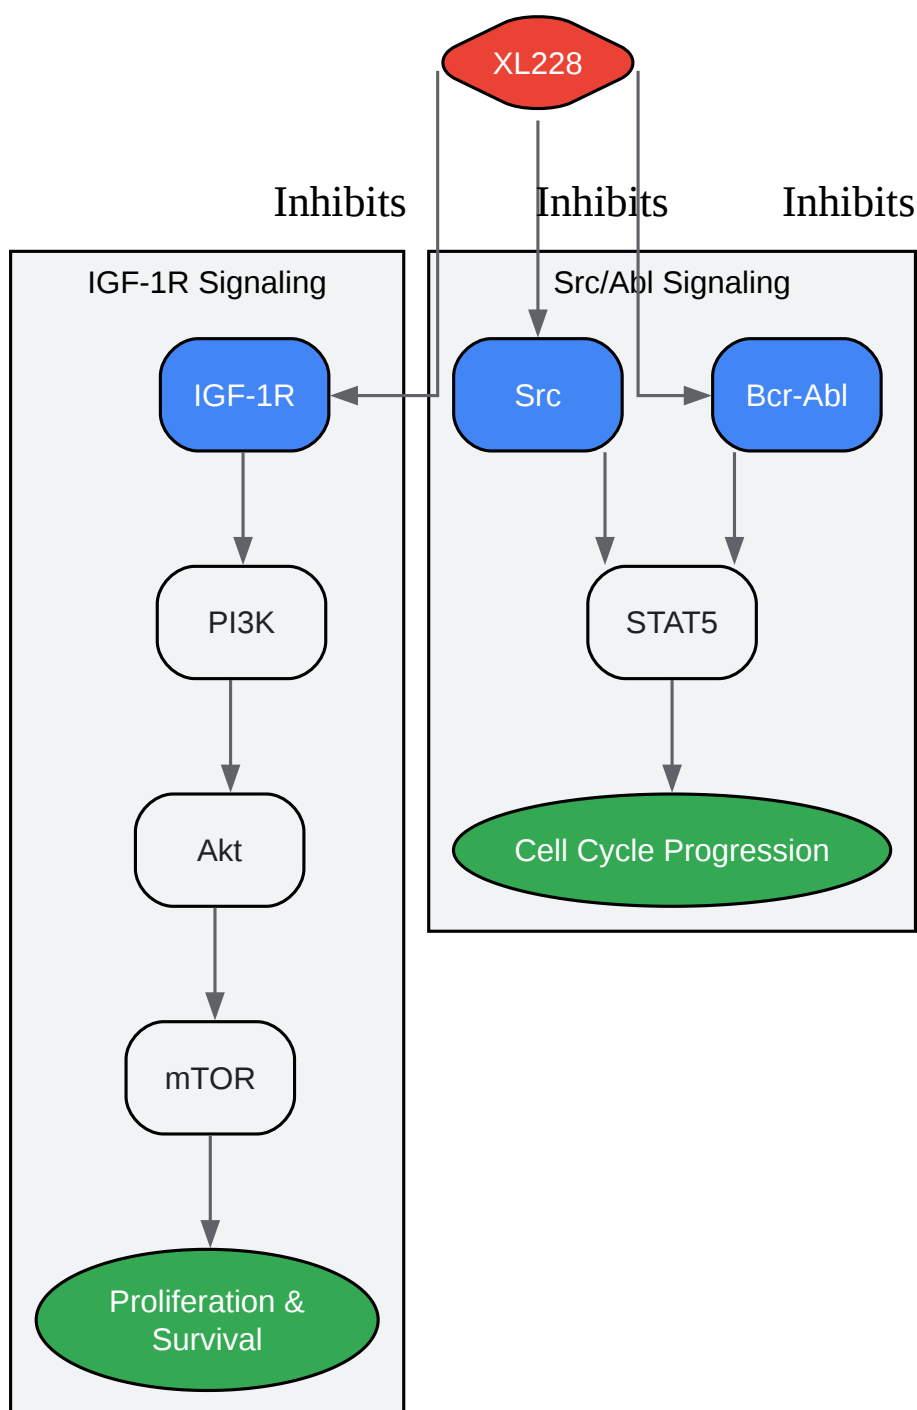 XL228
Inhibits
Inhibits
Inhibits
IGF-1R Signaling
Src/Abl Signaling
IGF-1R
Src
Bcr-Abl
PI3K
STAT5
Akt
Cell Cycle Progression
mTOR
Proliferation &
Survival